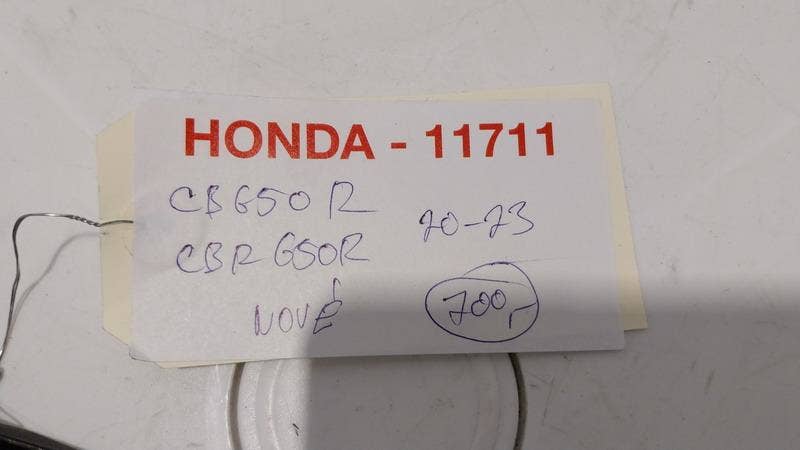 HONDA - 11711
CB650R
CBR650R 20-23
NOVÉ 700,-